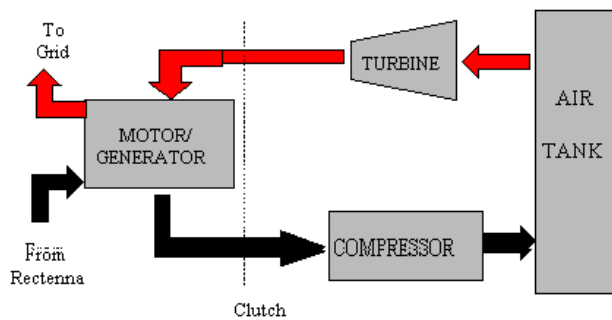 To
Grid
TURBINE
AIR
TANK
MOTOR/
GENERATOR
From
Rectenna
COMPRESSOR
Clutch